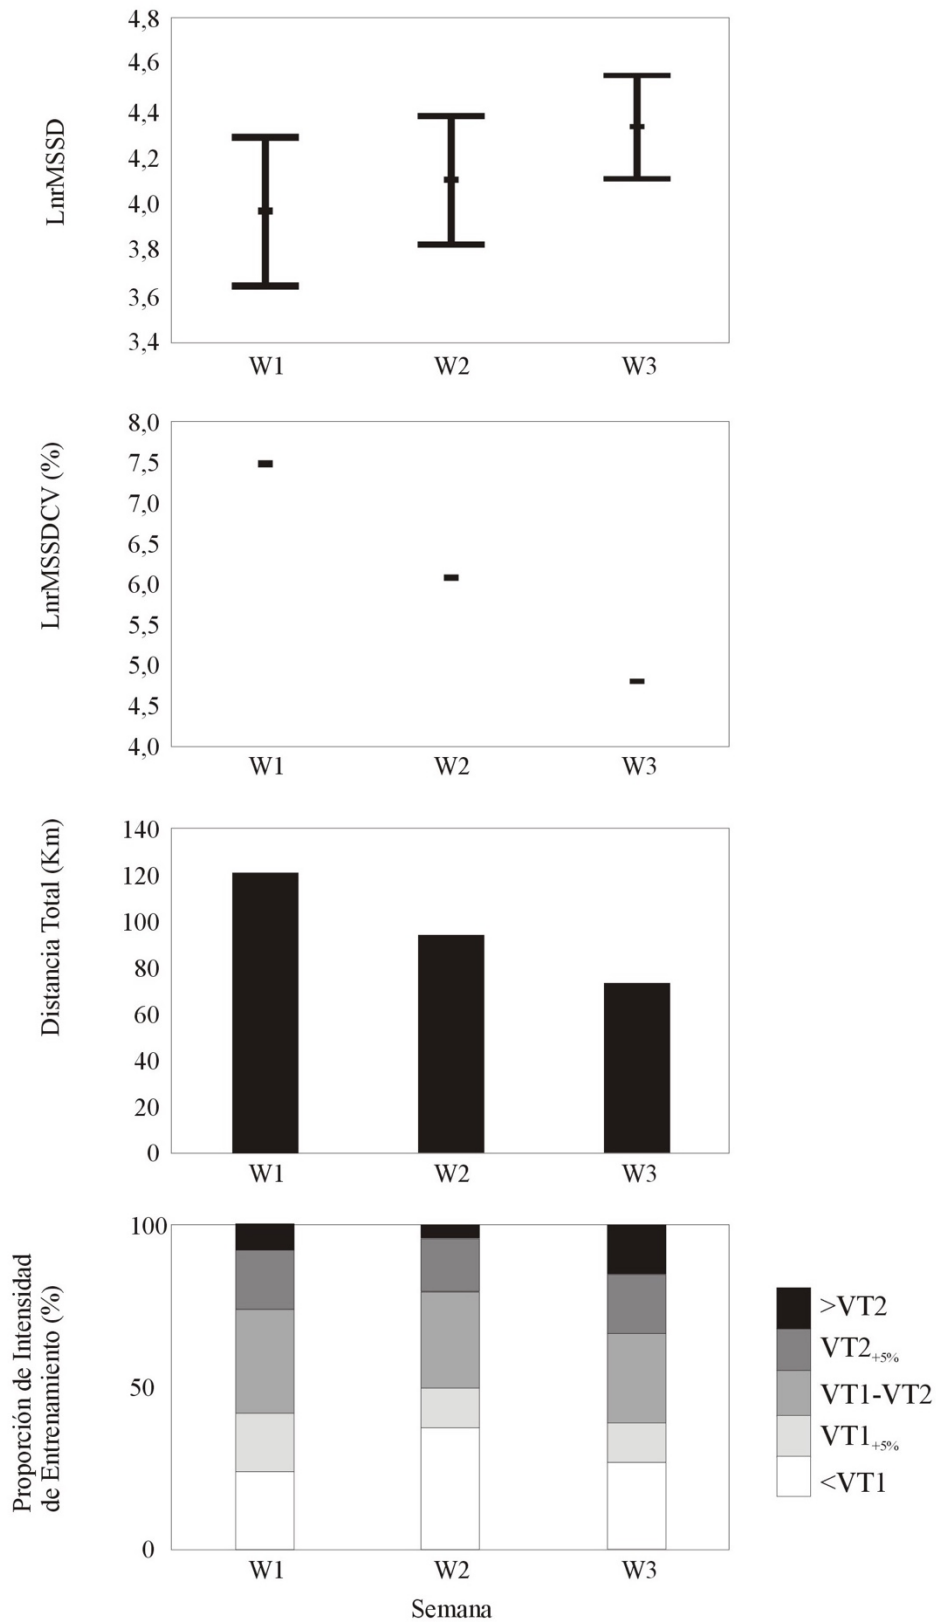 LnrMSSD
4,8
4,6
4,4
4,2
4,0
3,8
3,6
3,4
W1 W2 W3
LnrMSSDCV (%)
8,0
7,5
7,0
6,5
6,0
5,5
5,0
4,5
4,0
W1 W2 W3
Distancia Total (Km)
140
120
100
80
60
40
20
0
W1 W2 W3
Proporción de Intensidad
de Entrenamiento (%)
100
50
0
W1 W2 W3
Semana
>VT2
VT2+5%
VT1-VT2
VT1+5%
<VT1